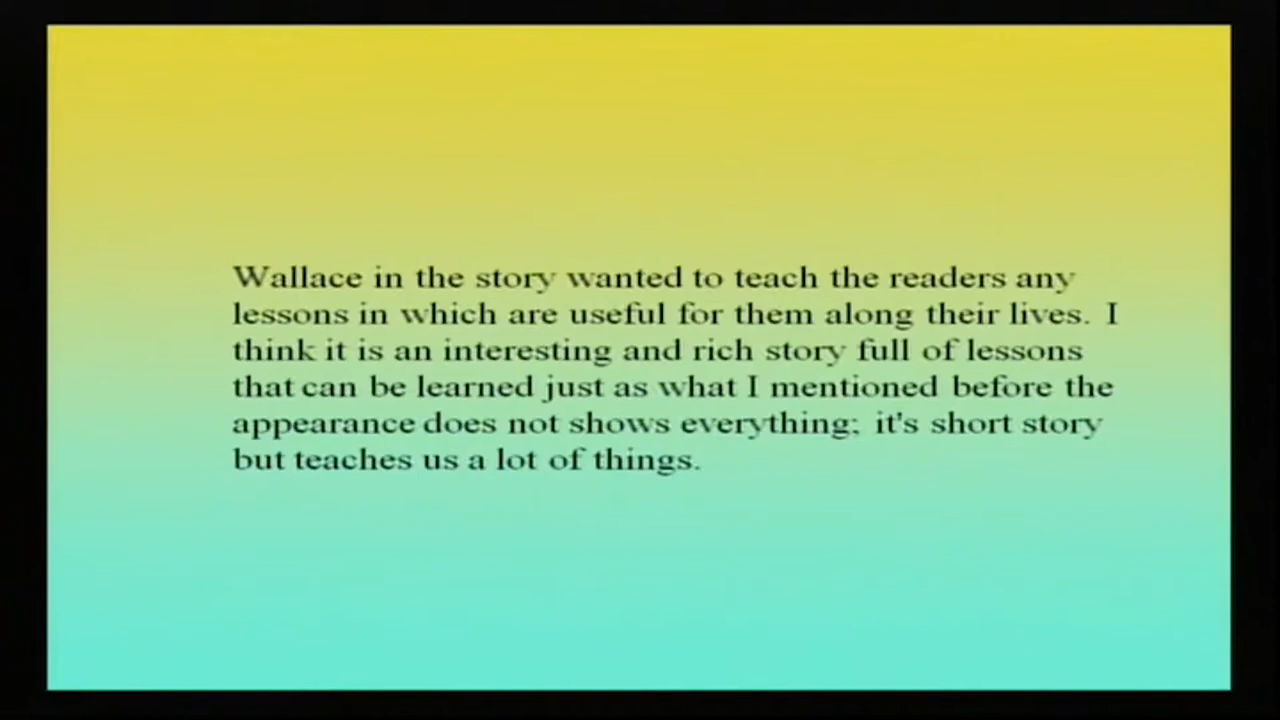 Wallace in the story wanted to teach the readers any
lessons in which are useful for them along their lives. I
think it is an interesting and rich story full of lessons
that can be learned just as what I mentioned before the
appearance does not shows everything; it's short story
but teaches us a lot of things.